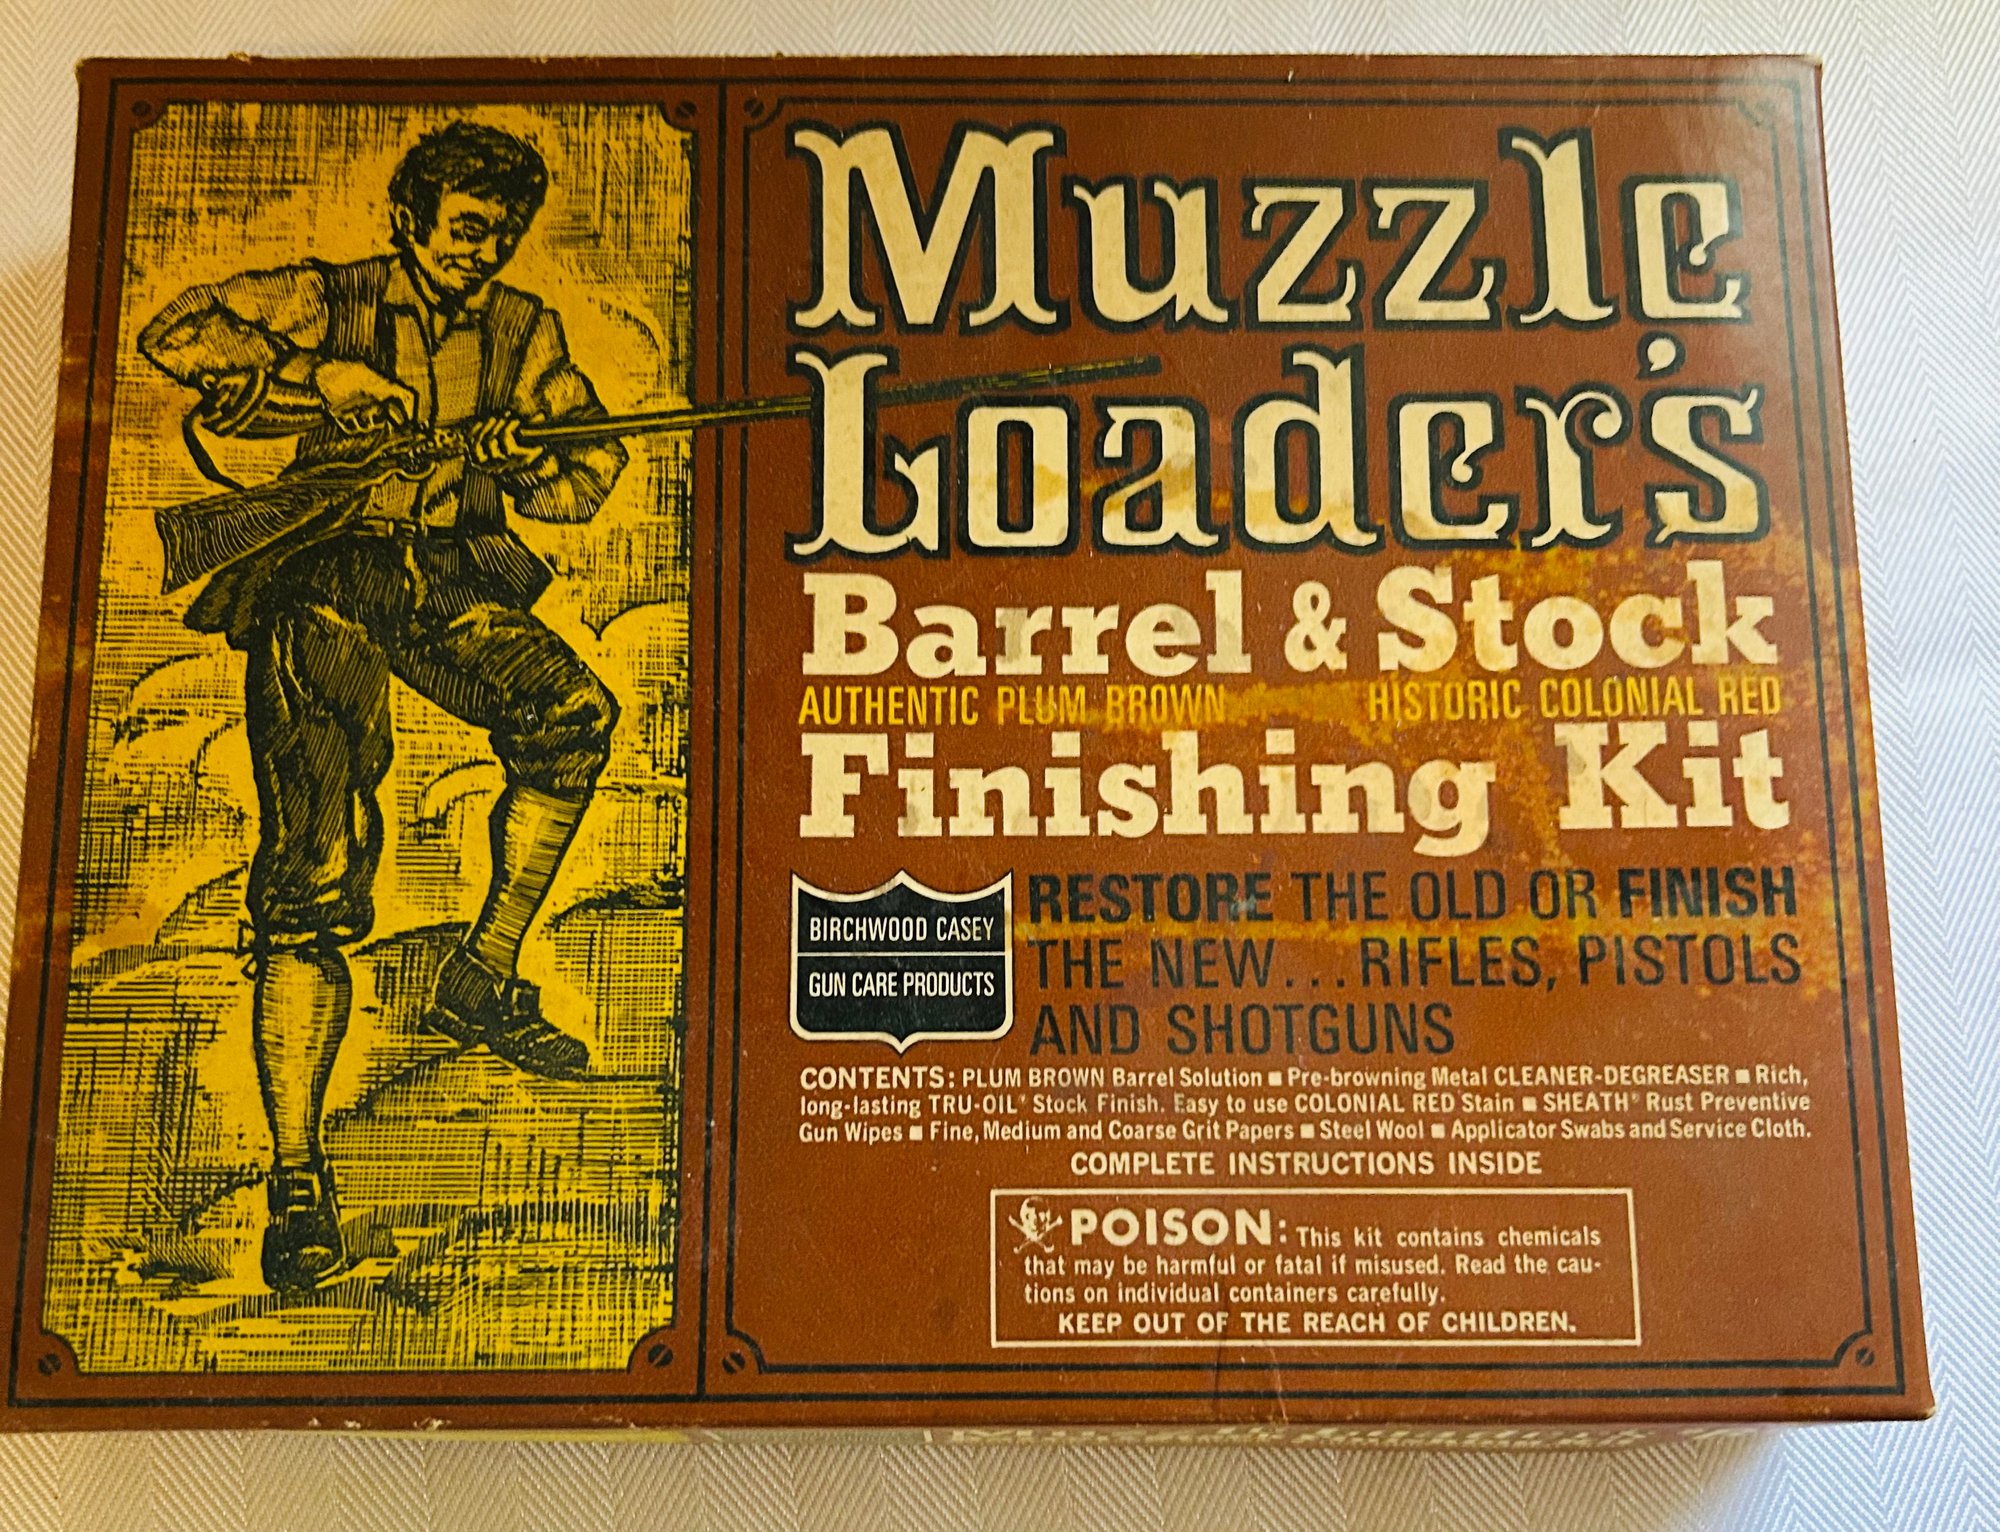 Muzzle
Loader's
Barrel & Stock
AUTHENTIC PLUM BROWN HISTORIC COLONIAL RED
Finishing Kit
BIRCHWOOD CASEY
GUN CARE PRODUCTS
RESTORE THE OLD OR FINISH
THE NEW...RIFLES, PISTOLS
AND SHOTGUNS
CONTENTS: PLUM BROWN Barrel Solution ■ Pre-browning Metal CLEANER-DEGREASER ■ Rich,
long-lasting TRU-OIL® Stock Finish. Easy to use COLONIAL RED Stain ■ SHEATH® Rust Preventive
Gun Wipes ■ Fine, Medium and Coarse Grit Papers ■ Steel Wool ■ Applicator Swabs and Service Cloth.
COMPLETE INSTRUCTIONS INSIDE
POISON: This kit contains chemicals
that may be harmful or fatal if misused. Read the cau-
tions on individual containers carefully.
KEEP OUT OF THE REACH OF CHILDREN.